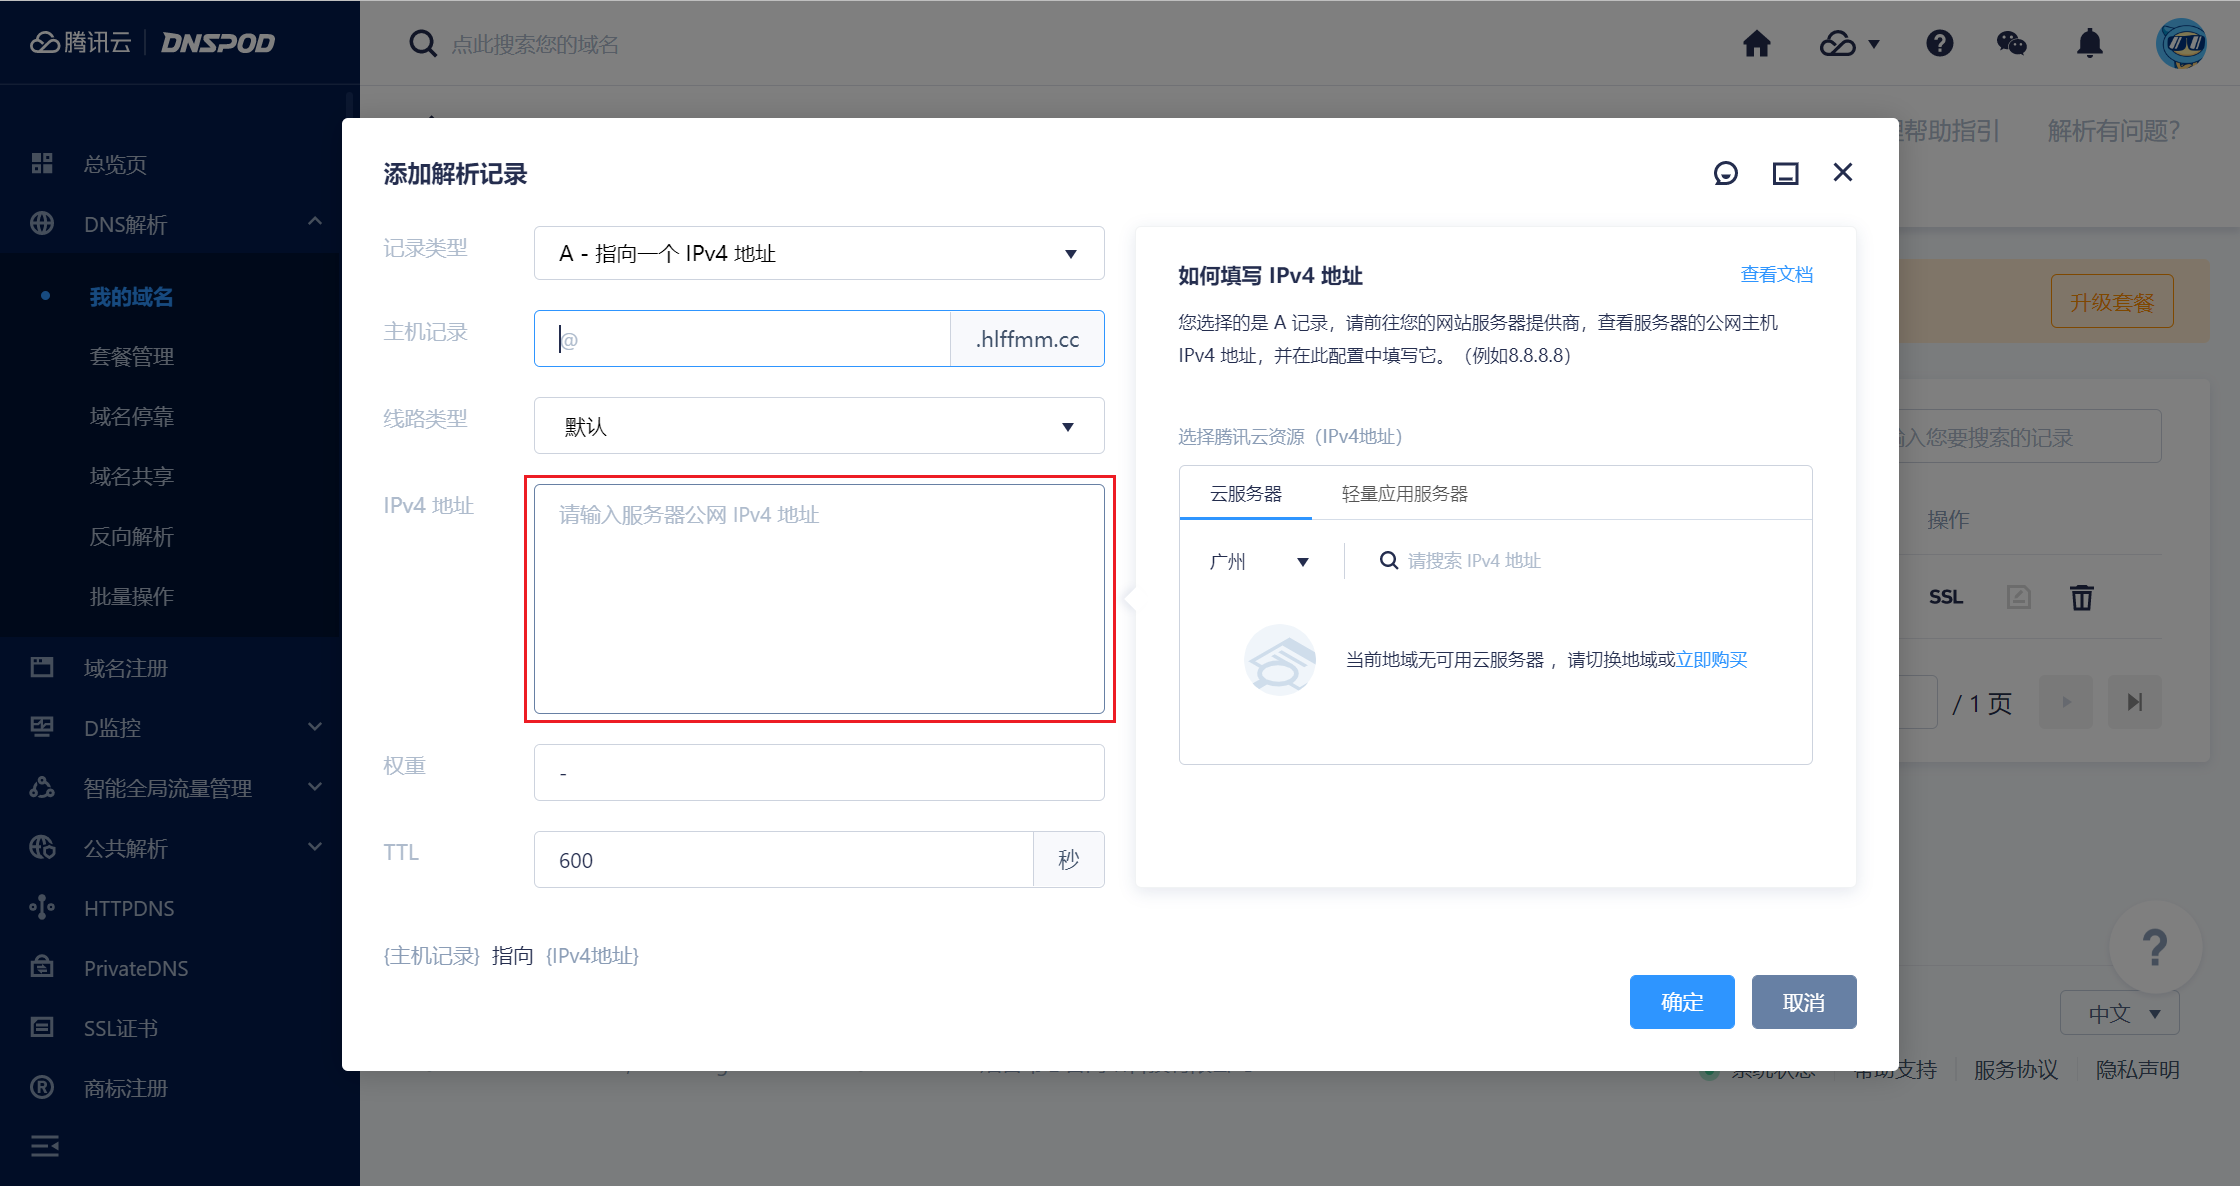 腾讯云 DNSPOD
点此搜索您的域名
总览页
DNS解析
我的域名
套餐管理
域名停靠
域名共享
反向解析
批量操作
域名注册
D监控
智能全局流量管理
公共解析
HTTPDNS
PrivateDNS
SSL证书
商标注册
帮助指引
解析有问题?
升级套餐
入您要搜索的记录
操作
SSL
/ 1 页
?
中文
系统状态
帮助支持
服务协议
隐私声明
添加解析记录
记录类型
A - 指向一个 IPv4 地址
主机记录
@
.hlffmm.cc
线路类型
默认
IPv4 地址
请输入服务器公网 IPv4 地址
权重
-
TTL
600
秒
{主机记录} 指向 {IPv4地址}
如何填写 IPv4 地址
查看文档
您选择的是 A 记录，请前往您的网站服务器提供商，查看服务器的公网主机
IPv4 地址，并在此配置中填写它。（例如8.8.8.8）
选择腾讯云资源（IPv4地址）
云服务器
轻量应用服务器
广州
请搜索 IPv4 地址
当前地域无可用云服务器 ，请切换地域或立即购买
确定
取消